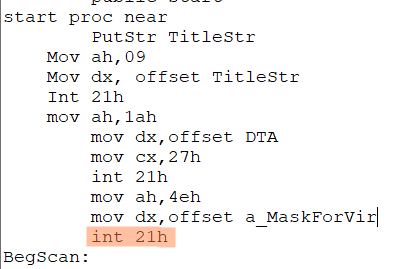 start proc near
PutStr TitleStr
Mov ah,09
Mov dx, offset TitleStr
Int 21h
mov ah,1ah
mov dx,offset DTA
mov cx,27h
int 21h
mov ah,4eh
mov dx,offset a_MaskForVir
int 21h
BegScan: